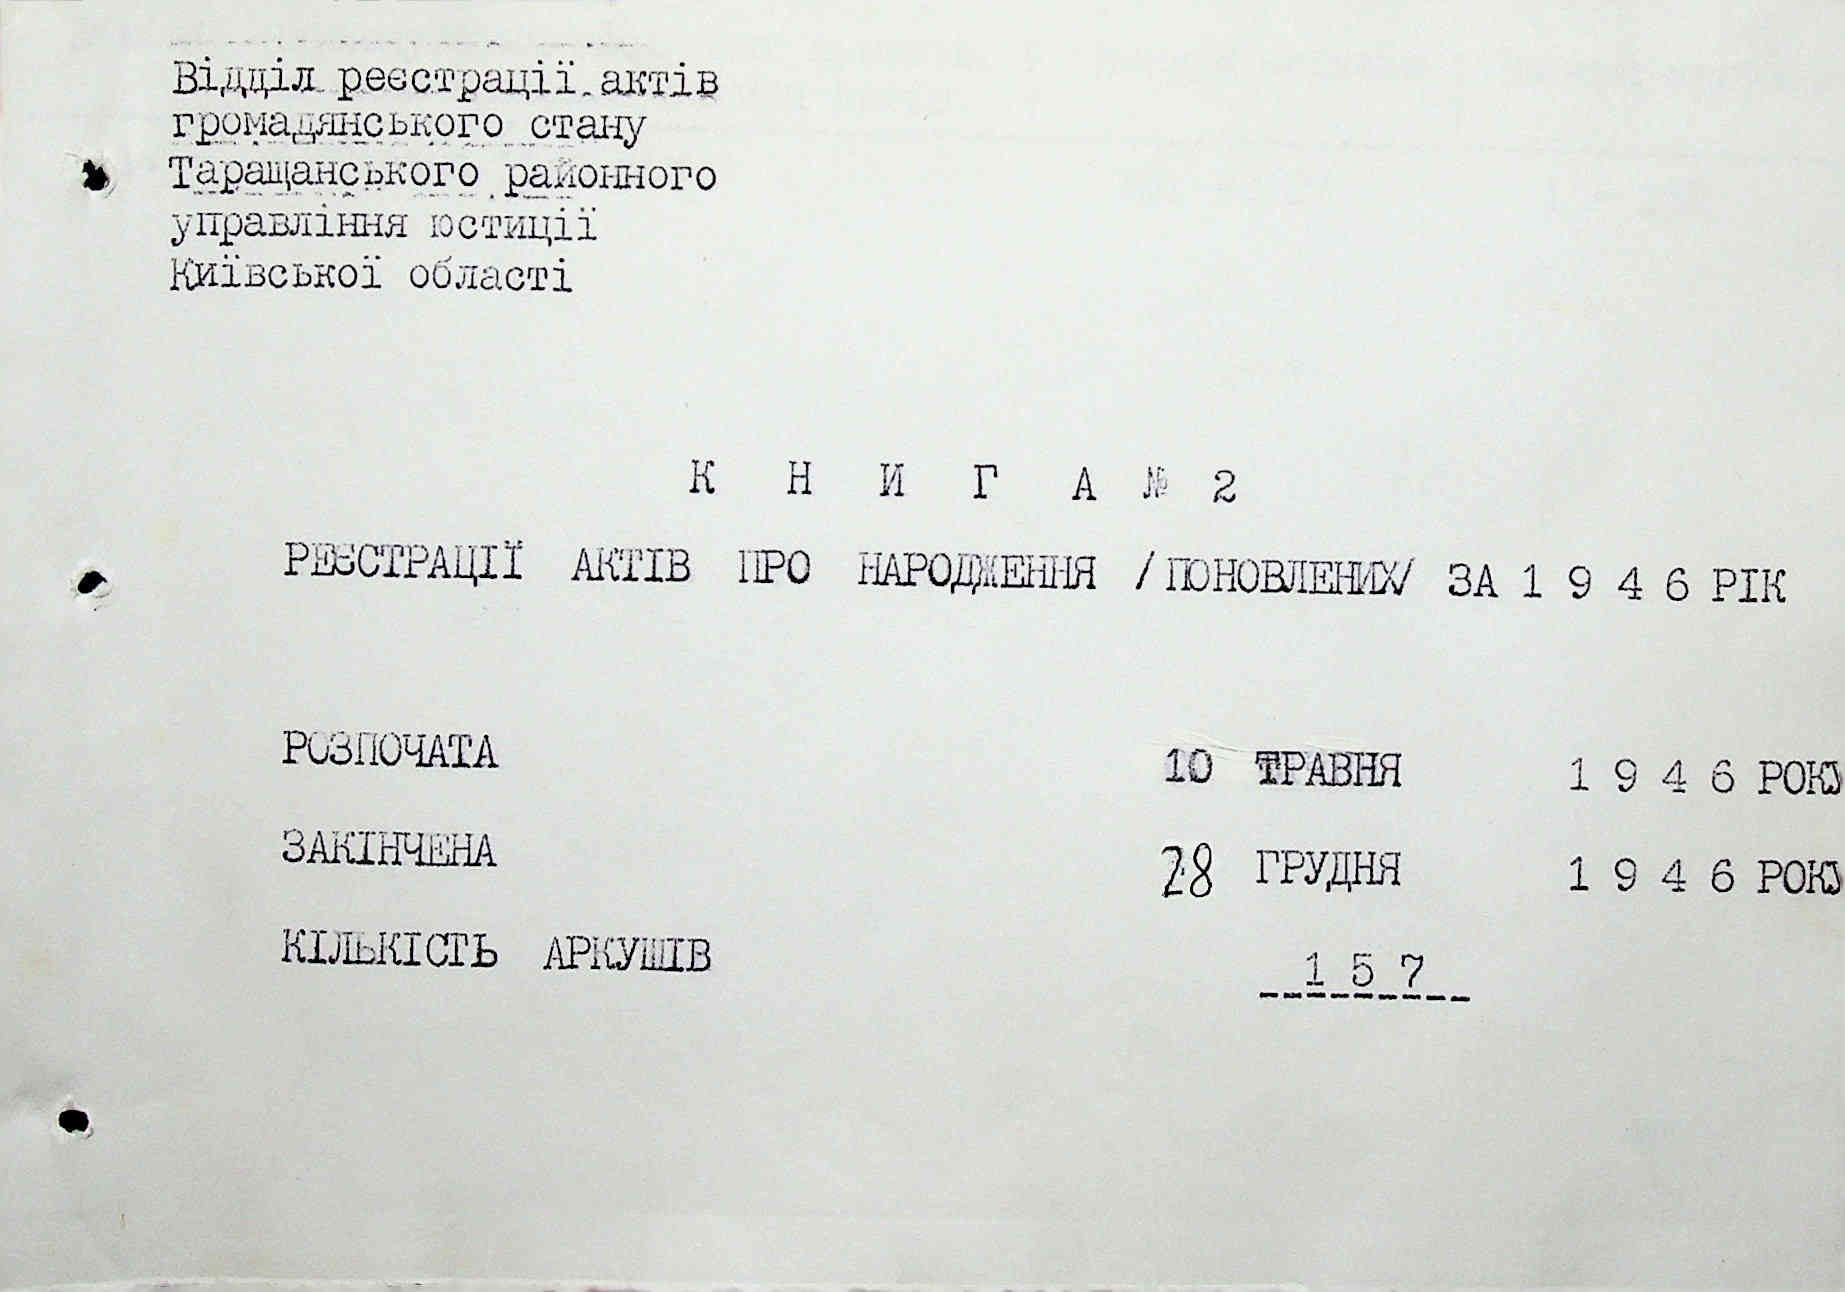 Відділ реєстрації актів
громадянського стану
Таращанського районного
управління юстиції
Київської області
К Н И Г А № 2
РЕЄСТРАЦІЇ АКТІВ ПРО НАРОДЖЕННЯ /ПОНОВЛЕНИХ/ ЗА 1 9 4 6 РІК
РОЗПОЧАТА 10 ТРАВНЯ 1 9 4 6 РОКУ
ЗАКІНЧЕНА 28 ГРУДНЯ 1 9 4 6 РОКУ
КІЛЬКІСТЬ АРКУШІВ 1 5 7